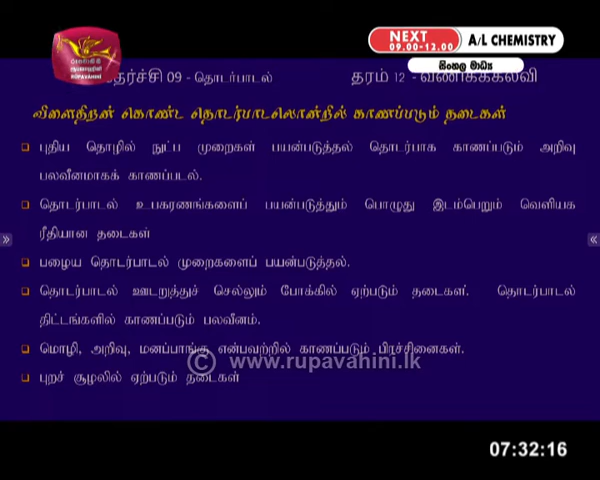 NEXT
09.00-12.00
A/L CHEMISTRY
සිංහල මාධ්‍ය
RUPAVAHINI
தேர்ச்சி 09 - தொடர்பாடல்
தரம் 12 - வணிகக்கல்வி
விளைதிறன் கொண்ட தொடர்பாடலொன்றில் காணப்படும் தடைகள்
புதிய தொழில் நுட்ப முறைகள் பயன்படுத்தல் தொடர்பாக காணப்படும் அறிவு
பலவீனமாகக் காணப்படல்.
தொடர்பாடல் உபகரணங்களைப் பயன்படுத்தும் பொழுது இடம்பெறும் வெளியக
ரீதியான தடைகள்
பழைய தொடர்பாடல் முறைகளைப் பயன்படுத்தல்.
தொடர்பாடல் ஊடறுத்துச் செல்லும் போக்கில் ஏற்படும் தடைகள். தொடர்பாடல்
திட்டங்களில் காணப்படும் பலவீனம்.
மொழி, அறிவு, மனப்பாங்கு என்பவற்றில் காணப்படும் பிரச்சினைகள்.
© www.rupavahini.lk
புறச் சூழலில் ஏற்படும் தடைகள்
07:32:16